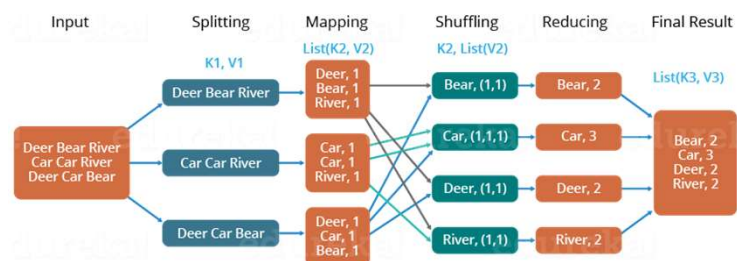 Input
Splitting
Mapping
Shuffling
Reducing
Final Result
K1, V1
List(K2, V2)
K2, List(V2)
List(K3, V3)
Deer Bear River
Car Car River
Deer Car Bear
Deer Bear River
Car Car River
Deer Car Bear
Deer, 1
Bear, 1
River, 1
Car, 1
Car, 1
River, 1
Deer, 1
Car, 1
Bear, 1
Bear, (1,1)
Car, (1,1,1)
Deer, (1,1)
River, (1,1)
Bear, 2
Car, 3
Deer, 2
River, 2
Bear, 2
Car, 3
Deer, 2
River, 2